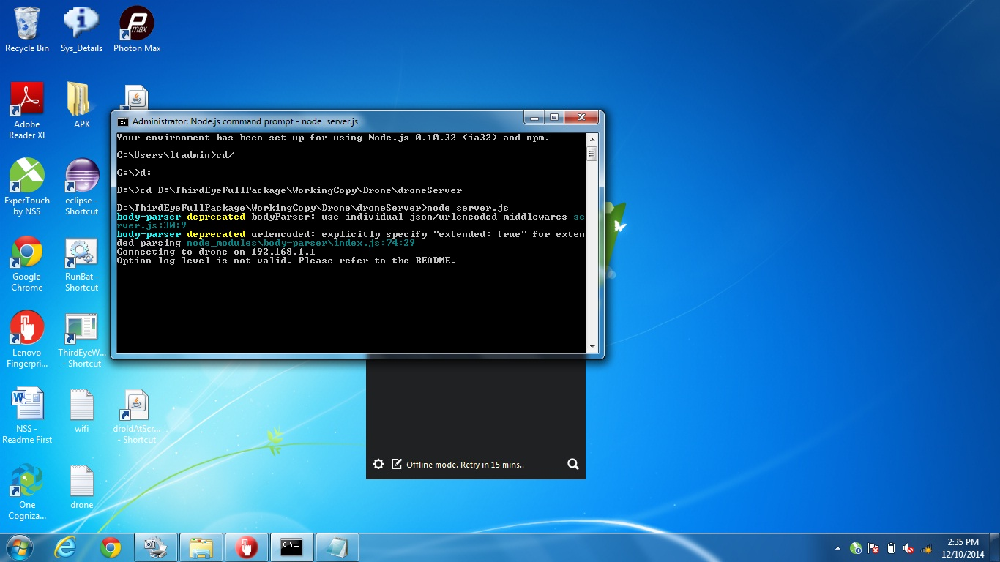 Recycle Bin
Sys_Details
Photon Max
P
max
Adobe
Reader XI
APK
ExperTouch
by NSS
eclipse -
Shortcut
Google
Chrome
RunBat -
Shortcut
Lenovo
Fingerpri...
ThirdEyeW...
- Shortcut
NSS -
Readme First
wifi
droidAtScr...
- Shortcut
One
Cogniza...
drone
Administrator: Node.js command prompt - node  server.js
Your environment has been set up for using Node.js 0.10.32 (ia32) and npm.
C:\Users\ltadmin>cd/
C:\>d:
D:\>cd D:\ThirdEyeFullPackage\WorkingCopy\Drone\droneServer
D:\ThirdEyeFullPackage\WorkingCopy\Drone\droneServer>node server.js
body-parser deprecated bodyParser: use individual json/urlencoded middlewares se
rver.js:30:9
body-parser deprecated urlencoded: explicitly specify "extended: true" for exten
ded parsing node_modules\body-parser\index.js:74:29
Connecting to drone on 192.168.1.1
Option log level is not valid. Please refer to the README.
Offline mode. Retry in 15 mins..
2:35 PM
12/10/2014